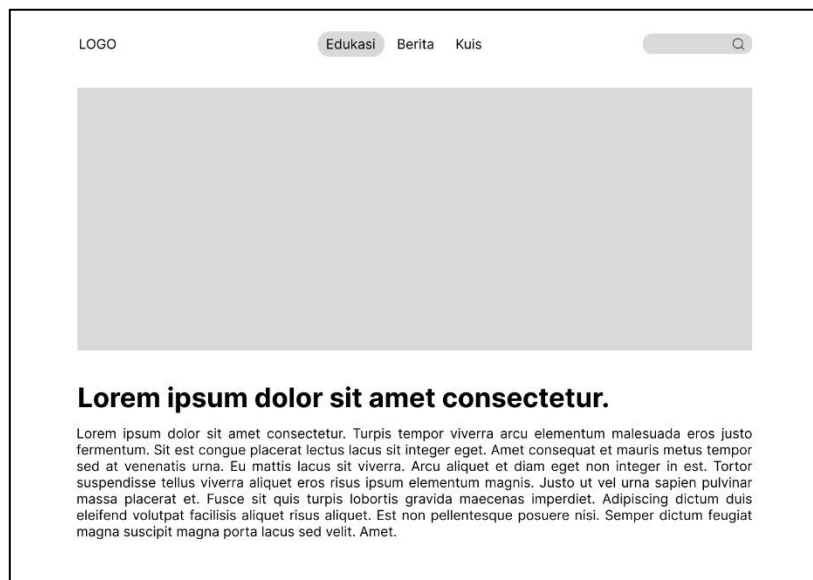 LOGO
Edukasi Berita Kuis
Lorem ipsum dolor sit amet consectetur.
Lorem ipsum dolor sit amet consectetur. Turpis tempor viverra arcu elementum malesuada eros justo
fermentum. Sit est congue placerat lectus lacus sit integer eget. Amet consequat et mauris metus tempor
sed at venenatis urna. Eu mattis lacus sit viverra. Arcu aliquet et diam eget non integer in est. Tortor
suspendisse tellus viverra aliquet eros risus ipsum elementum magnis. Justo ut vel urna sapien pulvinar
massa placerat et. Fusce sit quis turpis lobortis gravida maecenas imperdiet. Adipiscing dictum duis
eleifend volutpat facilisis aliquet risus aliquet. Est non pellentesque posuere nisi. Semper dictum feugiat
magna suscipit magna porta lacus sed velit. Amet.